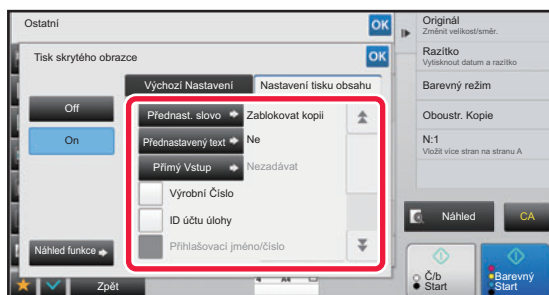 Ostatní
OK
Tisk skrytého obrazce
OK
Výchozí Nastavení
Nastavení tisku obsahu
Off
On
Přednast. slovo
Zablokovat kopii
Přednastavený text
Ne
Přímý Vstup
Nezadávat
Výrobní Číslo
ID účtu úlohy
Přihlašovací jméno/číslo
Náhled funkce
Zpět
A4
Originál
Změnit velikost/směr.
Razítko
Vytisknout datum a razítko
Barevný režim
Oboustr. Kopie
N:1
Vložit více stran na stranu A
Náhled
CA
Č/b
Start
Barevný
Start